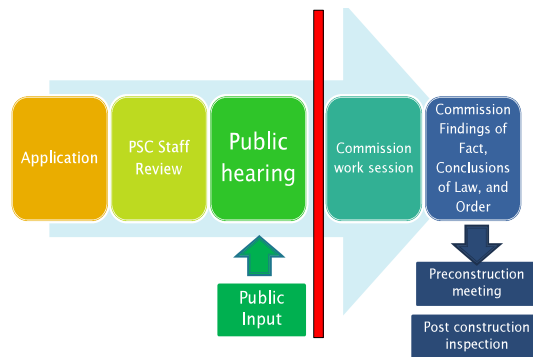 Application
PSC Staff
Review
Public
hearing
Commission
work session
Commission
Findings of
Fact,
Conclusions
of Law, and
Order
Public
Input
Preconstruction
meeting
Post construction
inspection